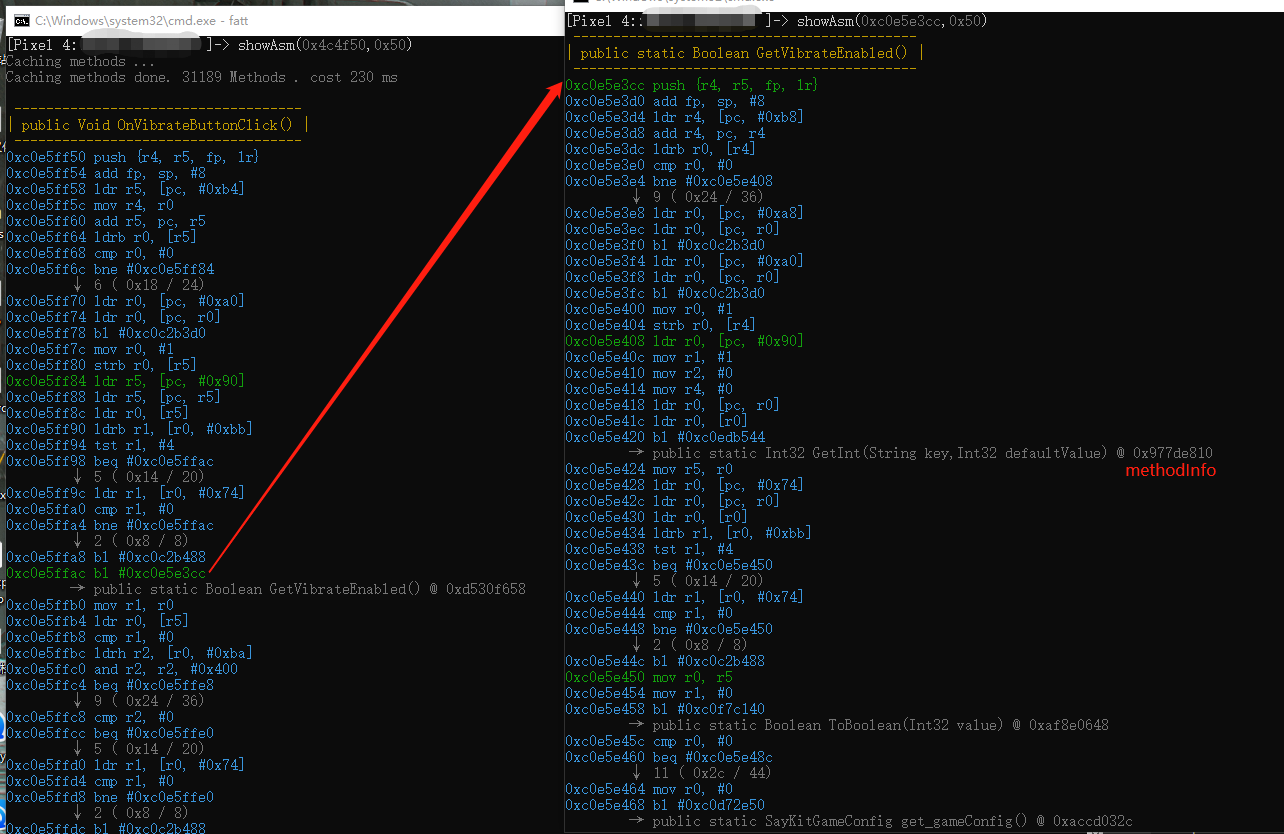 C:\Windows\system32\cmd.exe - fatt
[Pixel 4: ]-> showAsm(0x4c4f50,0x50)
Caching methods ...
Caching methods done. 31189 Methods . cost 230 ms
------------------------------------
| public Void OnVibrateButtonClick() |
------------------------------------
0xc0e5ff50 push {r4, r5, fp, lr}
0xc0e5ff54 add fp, sp, #8
0xc0e5ff58 ldr r5, [pc, #0xb4]
0xc0e5ff5c mov r4, r0
0xc0e5ff60 add r5, pc, r5
0xc0e5ff64 ldrb r0, [r5]
0xc0e5ff68 cmp r0, #0
0xc0e5ff6c bne #0xc0e5ff84
↓ 6 ( 0x18 / 24)
0xc0e5ff70 ldr r0, [pc, #0xa0]
0xc0e5ff74 ldr r0, [pc, r0]
0xc0e5ff78 bl #0xc0c2b3d0
0xc0e5ff7c mov r0, #1
0xc0e5ff80 strb r0, [r5]
0xc0e5ff84 ldr r5, [pc, #0x90]
0xc0e5ff88 ldr r5, [pc, r5]
0xc0e5ff8c ldr r0, [r5]
0xc0e5ff90 ldrb r1, [r0, #0xbb]
0xc0e5ff94 tst r1, #4
0xc0e5ff98 beq #0xc0e5ffac
↓ 5 ( 0x14 / 20)
0xc0e5ff9c ldr r1, [r0, #0x74]
0xc0e5ffa0 cmp r1, #0
0xc0e5ffa4 bne #0xc0e5ffac
↓ 2 ( 0x8 / 8)
0xc0e5ffa8 bl #0xc0c2b488
0xc0e5ffac bl #0xc0e5e3cc
→ public static Boolean GetVibrateEnabled() @ 0xd530f658
0xc0e5ffb0 mov r1, r0
0xc0e5ffb4 ldr r0, [r5]
0xc0e5ffb8 cmp r1, #0
0xc0e5ffbc ldrh r2, [r0, #0xba]
0xc0e5ffc0 and r2, r2, #0x400
0xc0e5ffc4 beq #0xc0e5ffe8
↓ 9 ( 0x24 / 36)
0xc0e5ffc8 cmp r2, #0
0xc0e5ffcc beq #0xc0e5ffe0
↓ 5 ( 0x14 / 20)
0xc0e5ffd0 ldr r1, [r0, #0x74]
0xc0e5ffd4 cmp r1, #0
0xc0e5ffd8 bne #0xc0e5ffe0
↓ 2 ( 0x8 / 8)
0xc0e5ffdc bl #0xc0c2b488
[Pixel 4:: ]-> showAsm(0xc0e5e3cc,0x50)
-------------------------------------------
| public static Boolean GetVibrateEnabled() |
-------------------------------------------
0xc0e5e3cc push {r4, r5, fp, lr}
0xc0e5e3d0 add fp, sp, #8
0xc0e5e3d4 ldr r4, [pc, #0xb8]
0xc0e5e3d8 add r4, pc, r4
0xc0e5e3dc ldrb r0, [r4]
0xc0e5e3e0 cmp r0, #0
0xc0e5e3e4 bne #0xc0e5e408
↓ 9 ( 0x24 / 36)
0xc0e5e3e8 ldr r0, [pc, #0xa8]
0xc0e5e3ec ldr r0, [pc, r0]
0xc0e5e3f0 bl #0xc0c2b3d0
0xc0e5e3f4 ldr r0, [pc, #0xa0]
0xc0e5e3f8 ldr r0, [pc, r0]
0xc0e5e3fc bl #0xc0c2b3d0
0xc0e5e400 mov r0, #1
0xc0e5e404 strb r0, [r4]
0xc0e5e408 ldr r0, [pc, #0x90]
0xc0e5e40c mov r1, #1
0xc0e5e410 mov r2, #0
0xc0e5e414 mov r4, #0
0xc0e5e418 ldr r0, [pc, r0]
0xc0e5e41c ldr r0, [r0]
0xc0e5e420 bl #0xc0edb544
→ public static Int32 GetInt(String key,Int32 defaultValue) @ 0x977de810
methodInfo
0xc0e5e424 mov r5, r0
0xc0e5e428 ldr r0, [pc, #0x74]
0xc0e5e42c ldr r0, [pc, r0]
0xc0e5e430 ldr r0, [r0]
0xc0e5e434 ldrb r1, [r0, #0xbb]
0xc0e5e438 tst r1, #4
0xc0e5e43c beq #0xc0e5e450
↓ 5 ( 0x14 / 20)
0xc0e5e440 ldr r1, [r0, #0x74]
0xc0e5e444 cmp r1, #0
0xc0e5e448 bne #0xc0e5e450
↓ 2 ( 0x8 / 8)
0xc0e5e44c bl #0xc0c2b488
0xc0e5e450 mov r0, r5
0xc0e5e454 mov r1, #0
0xc0e5e458 bl #0xc0f7c140
→ public static Boolean ToBoolean(Int32 value) @ 0xaf8e0648
0xc0e5e45c cmp r0, #0
0xc0e5e460 beq #0xc0e5e48c
↓ 11 ( 0x2c / 44)
0xc0e5e464 mov r0, #0
0xc0e5e468 bl #0xc0d72e50
→ public static SayKitGameConfig get_gameConfig() @ 0xaccd032c